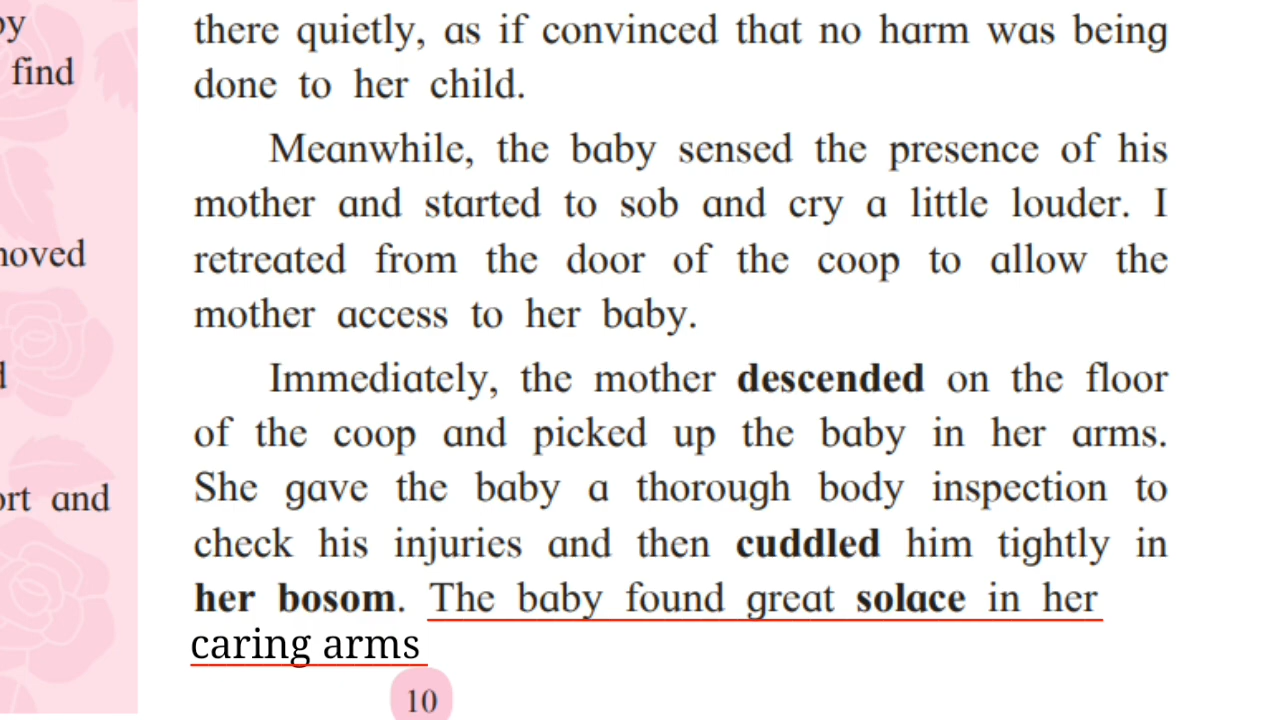 find
there quietly, as if convinced that no harm was being
done to her child.
Meanwhile, the baby sensed the presence of his
mother and started to sob and cry a little louder. I
retreated from the door of the coop to allow the
mother access to her baby.
Immediately, the mother descended on the floor
of the coop and picked up the baby in her arms.
She gave the baby a thorough body inspection to
and
check his injuries and then cuddled him tightly in
her bosom. The baby found great solace in her
caring arms
10